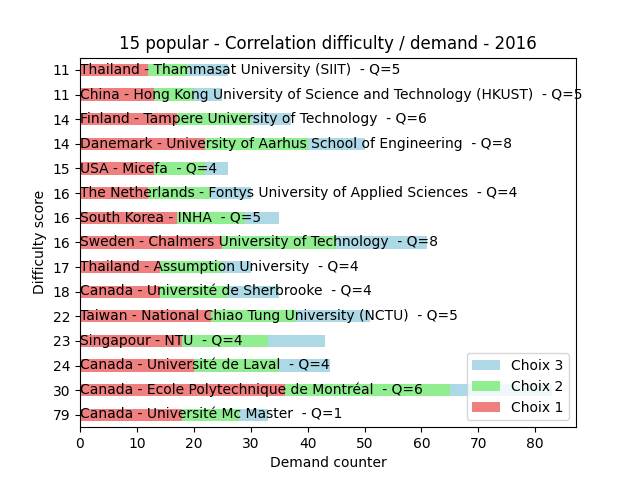 15 popular - Correlation difficulty / demand - 2016
Difficulty score
11 Thailand - Thammasat University (SIIT) - Q=5
11 China - Hong Kong University of Science and Technology (HKUST) - Q=5
14 Finland - Tampere University of Technology - Q=6
14 Danemark - University of Aarhus School of Engineering - Q=8
15 USA - Micefa - Q=4
16 The Netherlands - Fontys University of Applied Sciences - Q=4
16 South Korea - INHA - Q=5
16 Sweden - Chalmers University of Technology - Q=8
17 Thailand - Assumption University - Q=4
18 Canada - Université de Sherbrooke - Q=4
22 Taiwan - National Chiao Tung University (NCTU) - Q=5
23 Singapour - NTU - Q=4
24 Canada - Université de Laval - Q=4
30 Canada - Ecole Polytechnique de Montréal - Q=6
79 Canada - Université Mc Master - Q=1
Choix 3
Choix 2
Choix 1
0 10 20 30 40 50 60 70 80
Demand counter